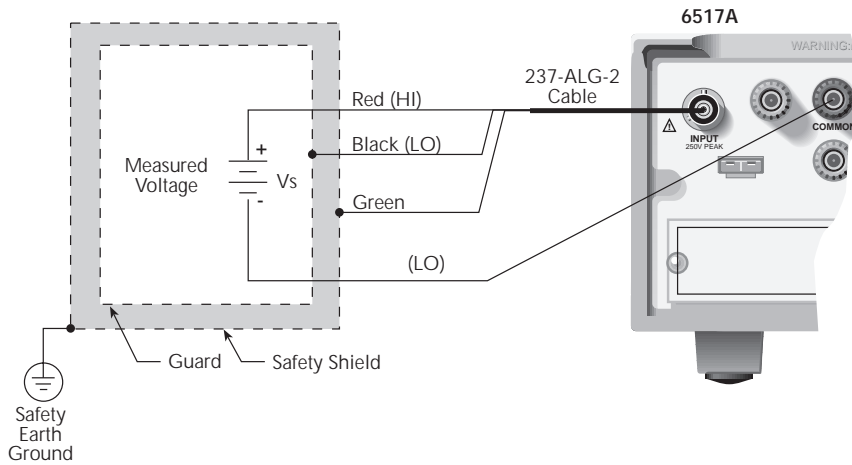 6517A
WARNING:
237-ALG-2
Cable
Red (HI)
Black (LO)
INPUT
250V PEAK
COMMON
Measured
Voltage
+
Vs
-
Green
(LO)
Guard
Safety Shield
Safety
Earth
Ground